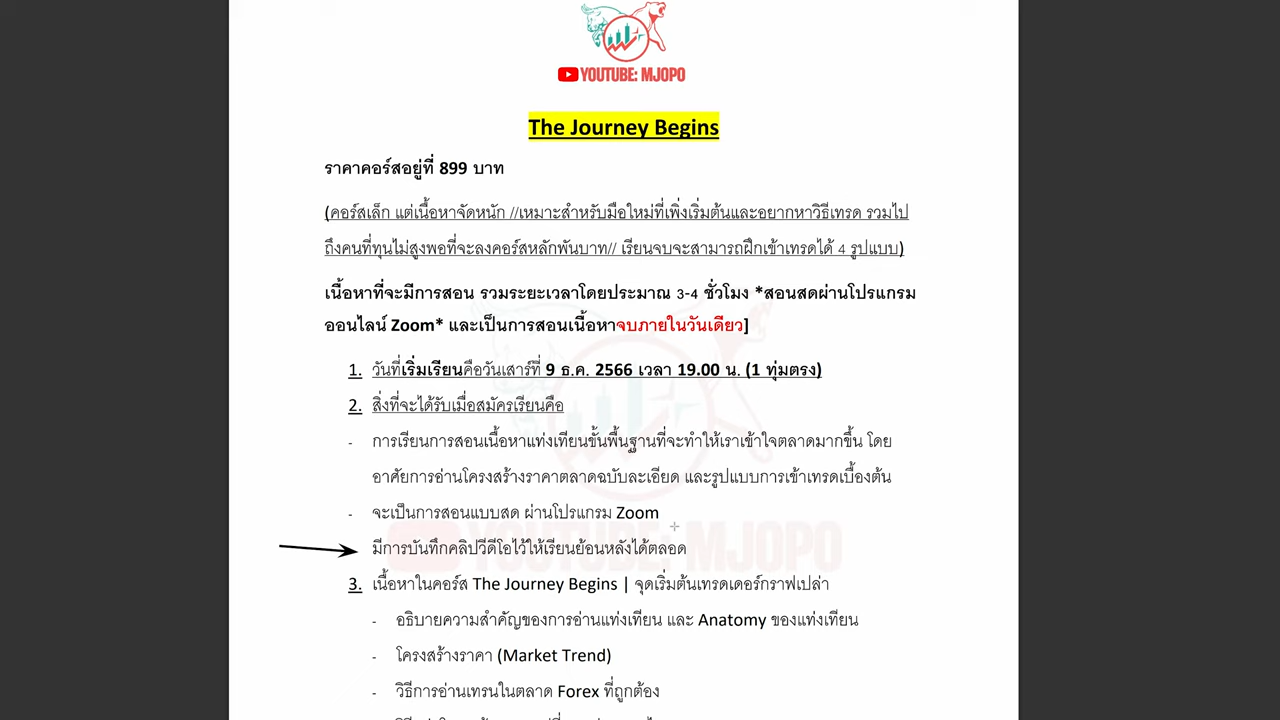 YOUTUBE: MJOPO
The Journey Begins
ราคาคอร์สอยู่ที่ 899 บาท
(คอร์สเล็ก แต่เนื้อหาจัดหนัก //เหมาะสำหรับมือใหม่ที่เพิ่งเริ่มต้นและอยากหาวิธีเทรด รวมไป
ถึงคนที่ทุนไม่สูงพอที่จะลงคอร์สหลักพันบาท// เรียนจบจะสามารถฝึกเข้าเทรดได้ 4 รูปแบบ)
เนื้อหาที่จะมีการสอน รวมระยะเวลาโดยประมาณ 3-4 ชั่วโมง *สอนสดผ่านโปรแกรม
ออนไลน์ Zoom* และเป็นการสอนเนื้อหาจบภายในวันเดียว]
1. วันที่เริ่มเรียนคือวันเสาร์ที่ 9 ธ.ค. 2566 เวลา 19.00 น. (1 ทุ่มตรง)
2. สิ่งที่จะได้รับเมื่อสมัครเรียนคือ
- การเรียนการสอนเนื้อหาแท่งเทียนขั้นพื้นฐานที่จะทำให้เราเข้าใจตลาดมากขึ้น โดย
อาศัยการอ่านโครงสร้างราคาตลาดฉบับละเอียด และรูปแบบการเข้าเทรดเบื้องต้น
- จะเป็นการสอนแบบสด ผ่านโปรแกรม Zoom
YOUTUBE: MJOPO
มีการบันทึกคลิปวีดีโอไว้ให้เรียนย้อนหลังได้ตลอด
3. เนื้อหาในคอร์ส The Journey Begins | จุดเริ่มต้นเทรดเดอร์กราฟเปล่า
- อธิบายความสำคัญของการอ่านแท่งเทียน และ Anatomy ของแท่งเทียน
- โครงสร้างราคา (Market Trend)
- วิธีการอ่านเทรนในตลาด Forex ที่ถูกต้อง